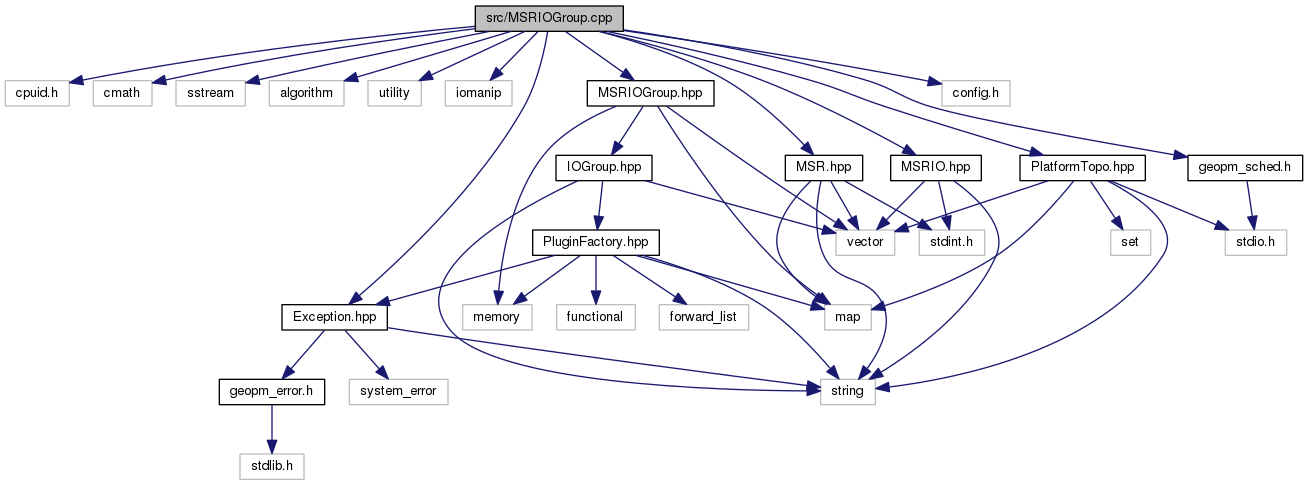 src/MSRIOGroup.cpp
cpuid.h
cmath
sstream
algorithm
utility
iomanip
MSRIOGroup.hpp
config.h
IOGroup.hpp
MSR.hpp
MSRIO.hpp
PlatformTopo.hpp
geopm_sched.h
PluginFactory.hpp
vector
stdint.h
set
stdio.h
Exception.hpp
memory
functional
forward_list
map
geopm_error.h
system_error
string
stdlib.h